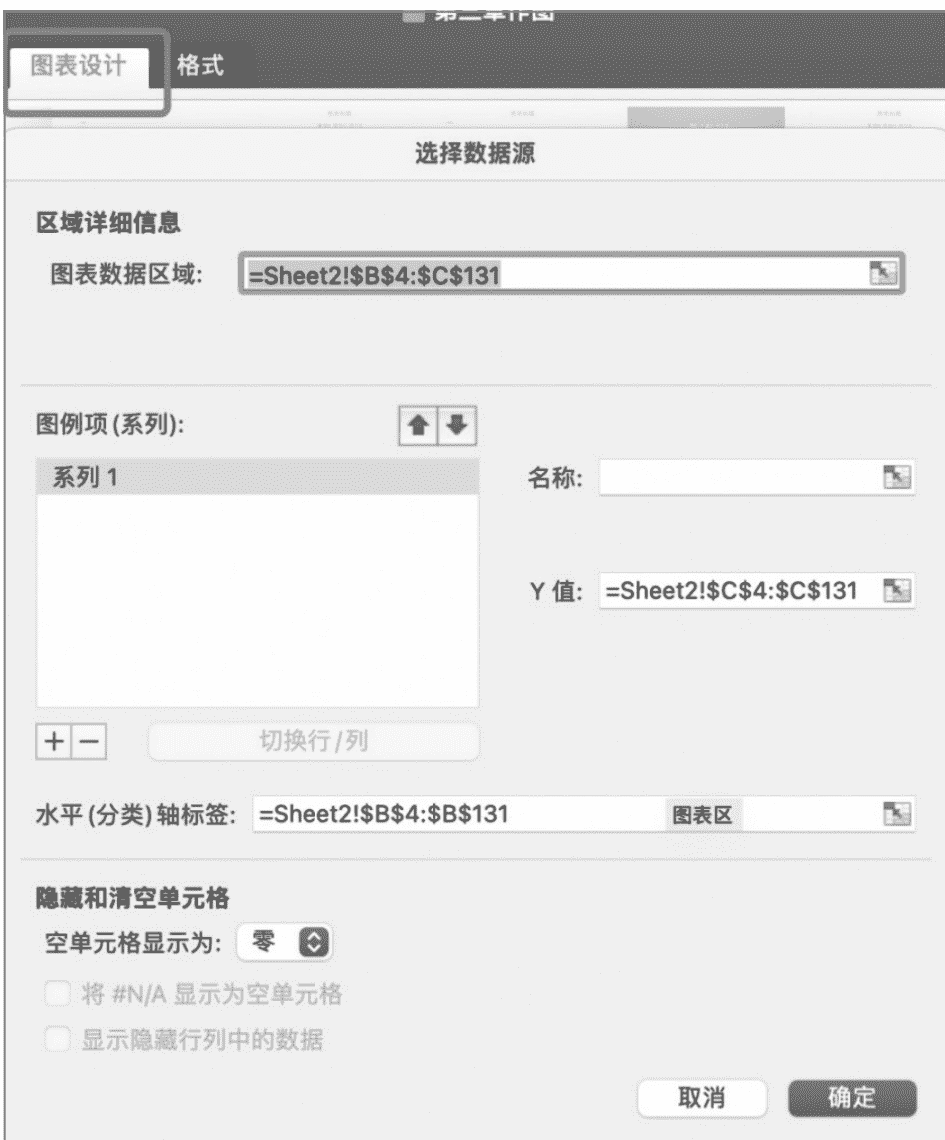 图表设计 格式
选择数据源
区域详细信息
图表数据区域: =Sheet2!$B$4:$C$131
图例项(系列):
系列 1
名称:
Y 值: =Sheet2!$C$4:$C$131
切换行/列
水平(分类)轴标签: =Sheet2!$B$4:$B$131 图表区
隐藏和清空单元格
空单元格显示为: 零
将 #N/A 显示为空单元格
显示隐藏行列中的数据
取消 确定